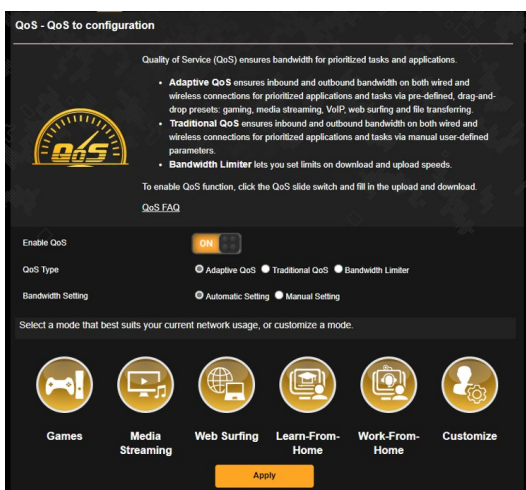 QoS - QoS to configuration
Quality of Service (QoS) ensures bandwidth for prioritized tasks and applications.
• Adaptive QoS ensures inbound and outbound bandwidth on both wired and
wireless connections for prioritized applications and tasks via pre-defined, drag-and-
drop presets: gaming, media streaming, VoIP, web surfing and file transferring.
• Traditional QoS ensures inbound and outbound bandwidth on both wired and
wireless connections for prioritized applications and tasks via manual user-defined
parameters.
• Bandwidth Limiter lets you set limits on download and upload speeds.
QoS
To enable QoS function, click the QoS slide switch and fill in the upload and download.
QoS FAQ
Enable QoS ON
QoS Type Adaptive QoS Traditional QoS Bandwidth Limiter
Bandwidth Setting Automatic Setting Manual Setting
Select a mode that best suits your current network usage, or customize a mode.
Games Media Web Surfing Learn-From- Work-From- Customize
Streaming Home Home
Apply